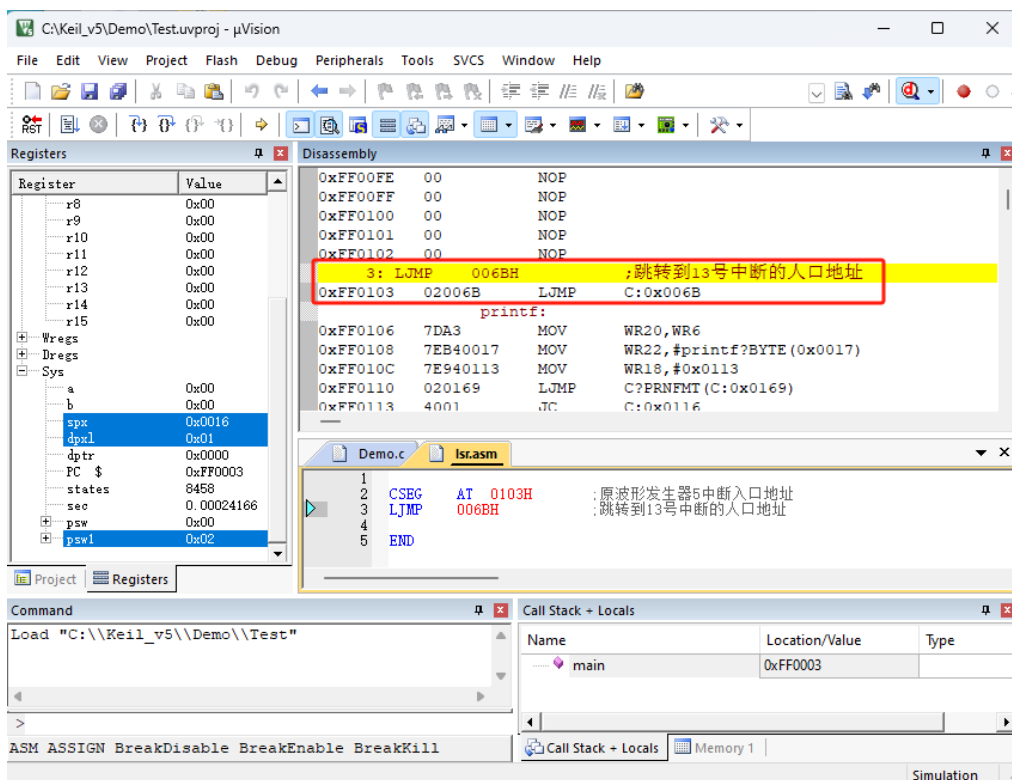 C:\Keil_v5\Demo\Test.uvproj - µVision
File Edit View Project Flash Debug Peripherals Tools SVCS Window Help
RST
Registers
Register Value
r8 0x00
r9 0x00
r10 0x00
r11 0x00
r12 0x00
r13 0x00
r14 0x00
r15 0x00
Wregs
Dregs
Sys
a 0x00
b 0x00
spx 0x0016
dpxl 0x01
dptr 0x0000
PC $ 0xFF0003
states 8458
sec 0.00024166
psw 0x00
psw1 0x02
Project Registers
Disassembly
0xFF00FE 00 NOP
0xFF00FF 00 NOP
0xFF0100 00 NOP
0xFF0101 00 NOP
0xFF0102 00 NOP
3: LJMP 006BH ;跳转到13号中断的人口地址
0xFF0103 02006B LJMP C:0x006B
printf:
0xFF0106 7DA3 MOV WR20,WR6
0xFF0108 7EB40017 MOV WR22,#printf?BYTE(0x0017)
0xFF010C 7E940113 MOV WR18,#0x0113
0xFF0110 020169 LJMP C?PRNFMT(C:0x0169)
0xFF0113 4001 JC C:0x0116
Demo.c Isr.asm
1
2 CSEG AT 0103H ;原波形发生器5中断入口地址
3 LJMP 006BH ;跳转到13号中断的人口地址
4
5 END
Command
Load "C:\\Keil_v5\\Demo\\Test"
>
ASM ASSIGN BreakDisable BreakEnable BreakKill
Call Stack + Locals
Name Location/Value Type
main 0xFF0003
Call Stack + Locals Memory 1
Simulation